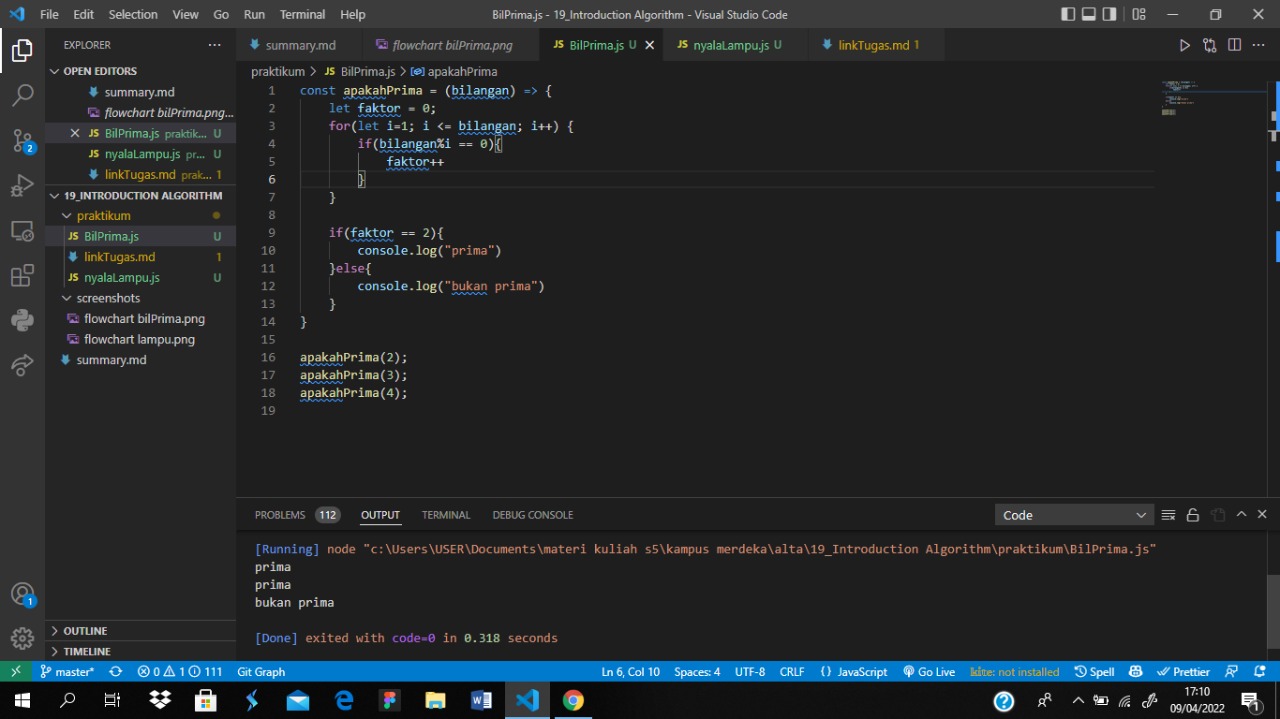 File Edit Selection View Go Run Terminal Help BilPrima.js - 19_Introduction Algorithm - Visual Studio Code
EXPLORER
OPEN EDITORS
summary.md
flowchart bilPrima.png...
BilPrima.js praktik... U
nyalaLampu.js pr... U
linkTugas.md prak... 1
19_INTRODUCTION ALGORITHM
praktikum
JS BilPrima.js U
linkTugas.md 1
JS nyalaLampu.js U
screenshots
flowchart bilPrima.png
flowchart lampu.png
summary.md
OUTLINE
TIMELINE
summary.md flowchart bilPrima.png JS BilPrima.js U JS nyalaLampu.js U linkTugas.md 1
praktikum > JS BilPrima.js > apakahPrima
1 const apakahPrima = (bilangan) => {
2 let faktor = 0;
3 for(let i=1; i <= bilangan; i++) {
4 if(bilangan%i == 0){
5 faktor++
6 }
7 }
8
9 if(faktor == 2){
10 console.log("prima")
11 }else{
12 console.log("bukan prima")
13 }
14 }
15
16 apakahPrima(2);
17 apakahPrima(3);
18 apakahPrima(4);
19
PROBLEMS 112 OUTPUT TERMINAL DEBUG CONSOLE Code
[Running] node "c:\Users\USER\Documents\materi kuliah s5\kampus merdeka\alta\19_Introduction Algorithm\praktikum\BilPrima.js"
prima
prima
bukan prima
[Done] exited with code=0 in 0.318 seconds
2
1
master* 0 1 111 Git Graph Ln 6, Col 10 Spaces: 4 UTF-8 CRLF {} JavaScript Go Live kite: not installed Spell Prettier
17:10
09/04/2022
1